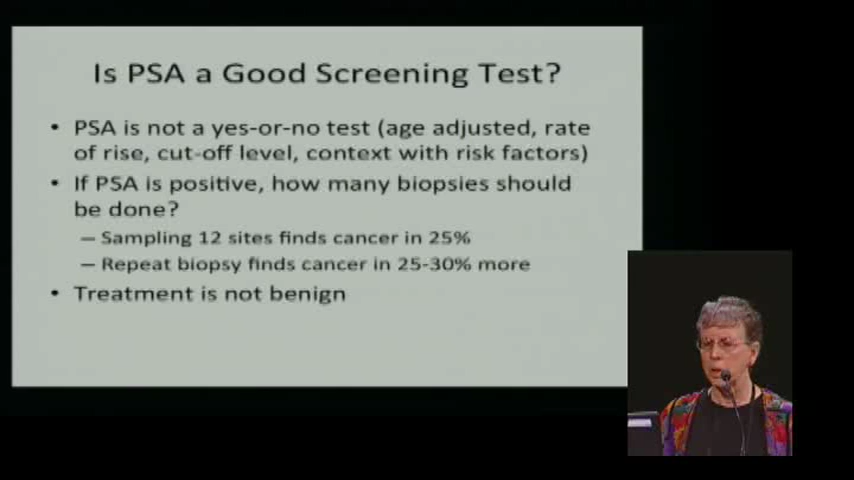 Is PSA a Good Screening Test?
• PSA is not a yes-or-no test (age adjusted, rate
of rise, cut-off level, context with risk factors)
• If PSA is positive, how many biopsies should
be done?
– Sampling 12 sites finds cancer in 25%
– Repeat biopsy finds cancer in 25-30% more
• Treatment is not benign